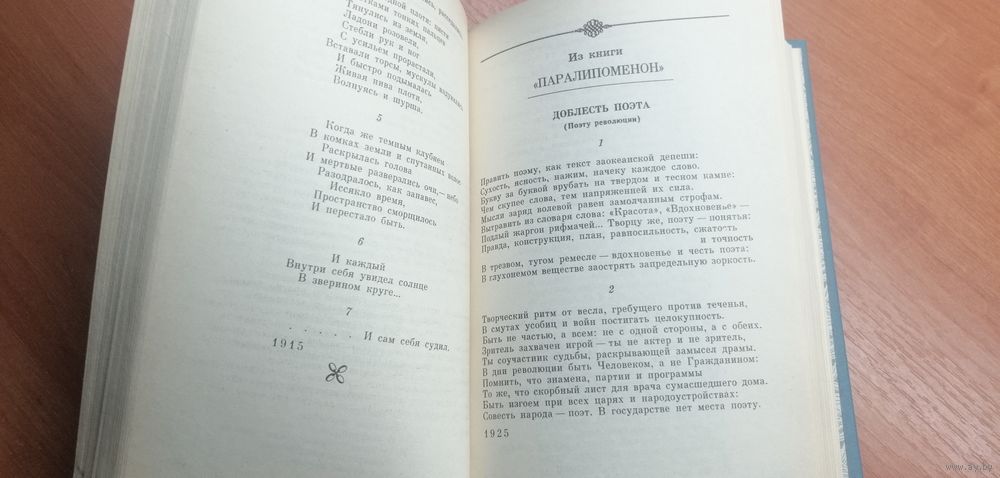 дной плоти: кисти
тками тонких пальцев
Тянулись из земли,
Ладони розовели,
Стебли рук и ног
С усильем прорастали,
Вставали торсы, мускулы вздувались
И быстро подымалась
Живая нива плота,
Волнуясь и шурша.
5
Когда же темным клубнем
В комках земли и спутанных волос
Раскрылась голова
И мертвые разверзлись очи,— небо
Разодралось, как занавес,
Иссякло время,
Пространство сморщилось
И перестало быть.
6
И каждый
Внутри себя увидел солнце
В зверином круге...
7
. . . . . И сам себя судил.
1915
Из книги
«ПАРАЛИПОМЕНОН»
ДОБЛЕСТЬ ПОЭТА
(Поэту революции)
1
Править поэму, как текст заокеанской депеши:
Сухость, ясность, нажим, начеку каждое слово.
Букву за буквой врубать на твердом и тесном камне:
Чем скупее слова, тем напряженней их сила.
Мысли заряд волевой равен замолчанным строфам.
Вытравить из словаря слова: «Красота», «Вдохновенье» —
Подлый жаргон рифмачей... Творцу же, поэту — понятья:
Правда, конструкция, план, равносильность, сжатость
и точность
В трезвом, тугом ремесле — вдохновенье и честь поэта:
В глухонемом веществе заострять запредельную зоркость.
2
Творческий ритм от весла, гребущего против теченья,
В смутах усобиц и войн постигать целокупность.
Быть не частью, а всем: не с одной стороны, а с обеих.
Зритель захвачен игрой — ты не актер и не зритель,
Ты соучастник судьбы, раскрывающей замысел драмы.
В дни революции быть Человеком, а не Гражданином:
Помнить, что знамена, партии и программы
То же, что скорбный лист для врача сумасшедшего дома.
Быть изгоем при всех царях и народоустройствах:
Совесть народа — поэт. В государстве нет места поэту.
1925
www.ay.by